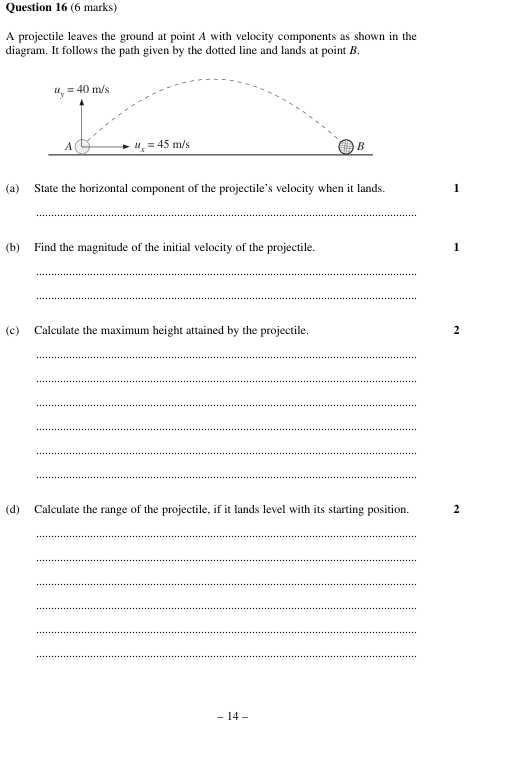 Question 16 (6 marks)
A projectile leaves the ground at point A with velocity components as shown in the
diagram. It follows the path given by the dotted line and lands at point B.
u_y = 40 m/s
A u_x = 45 m/s B
(a) State the horizontal component of the projectile's velocity when it lands. 1
(b) Find the magnitude of the initial velocity of the projectile. 1
(c) Calculate the maximum height attained by the projectile. 2
(d) Calculate the range of the projectile, if it lands level with its starting position. 2
– 14 –